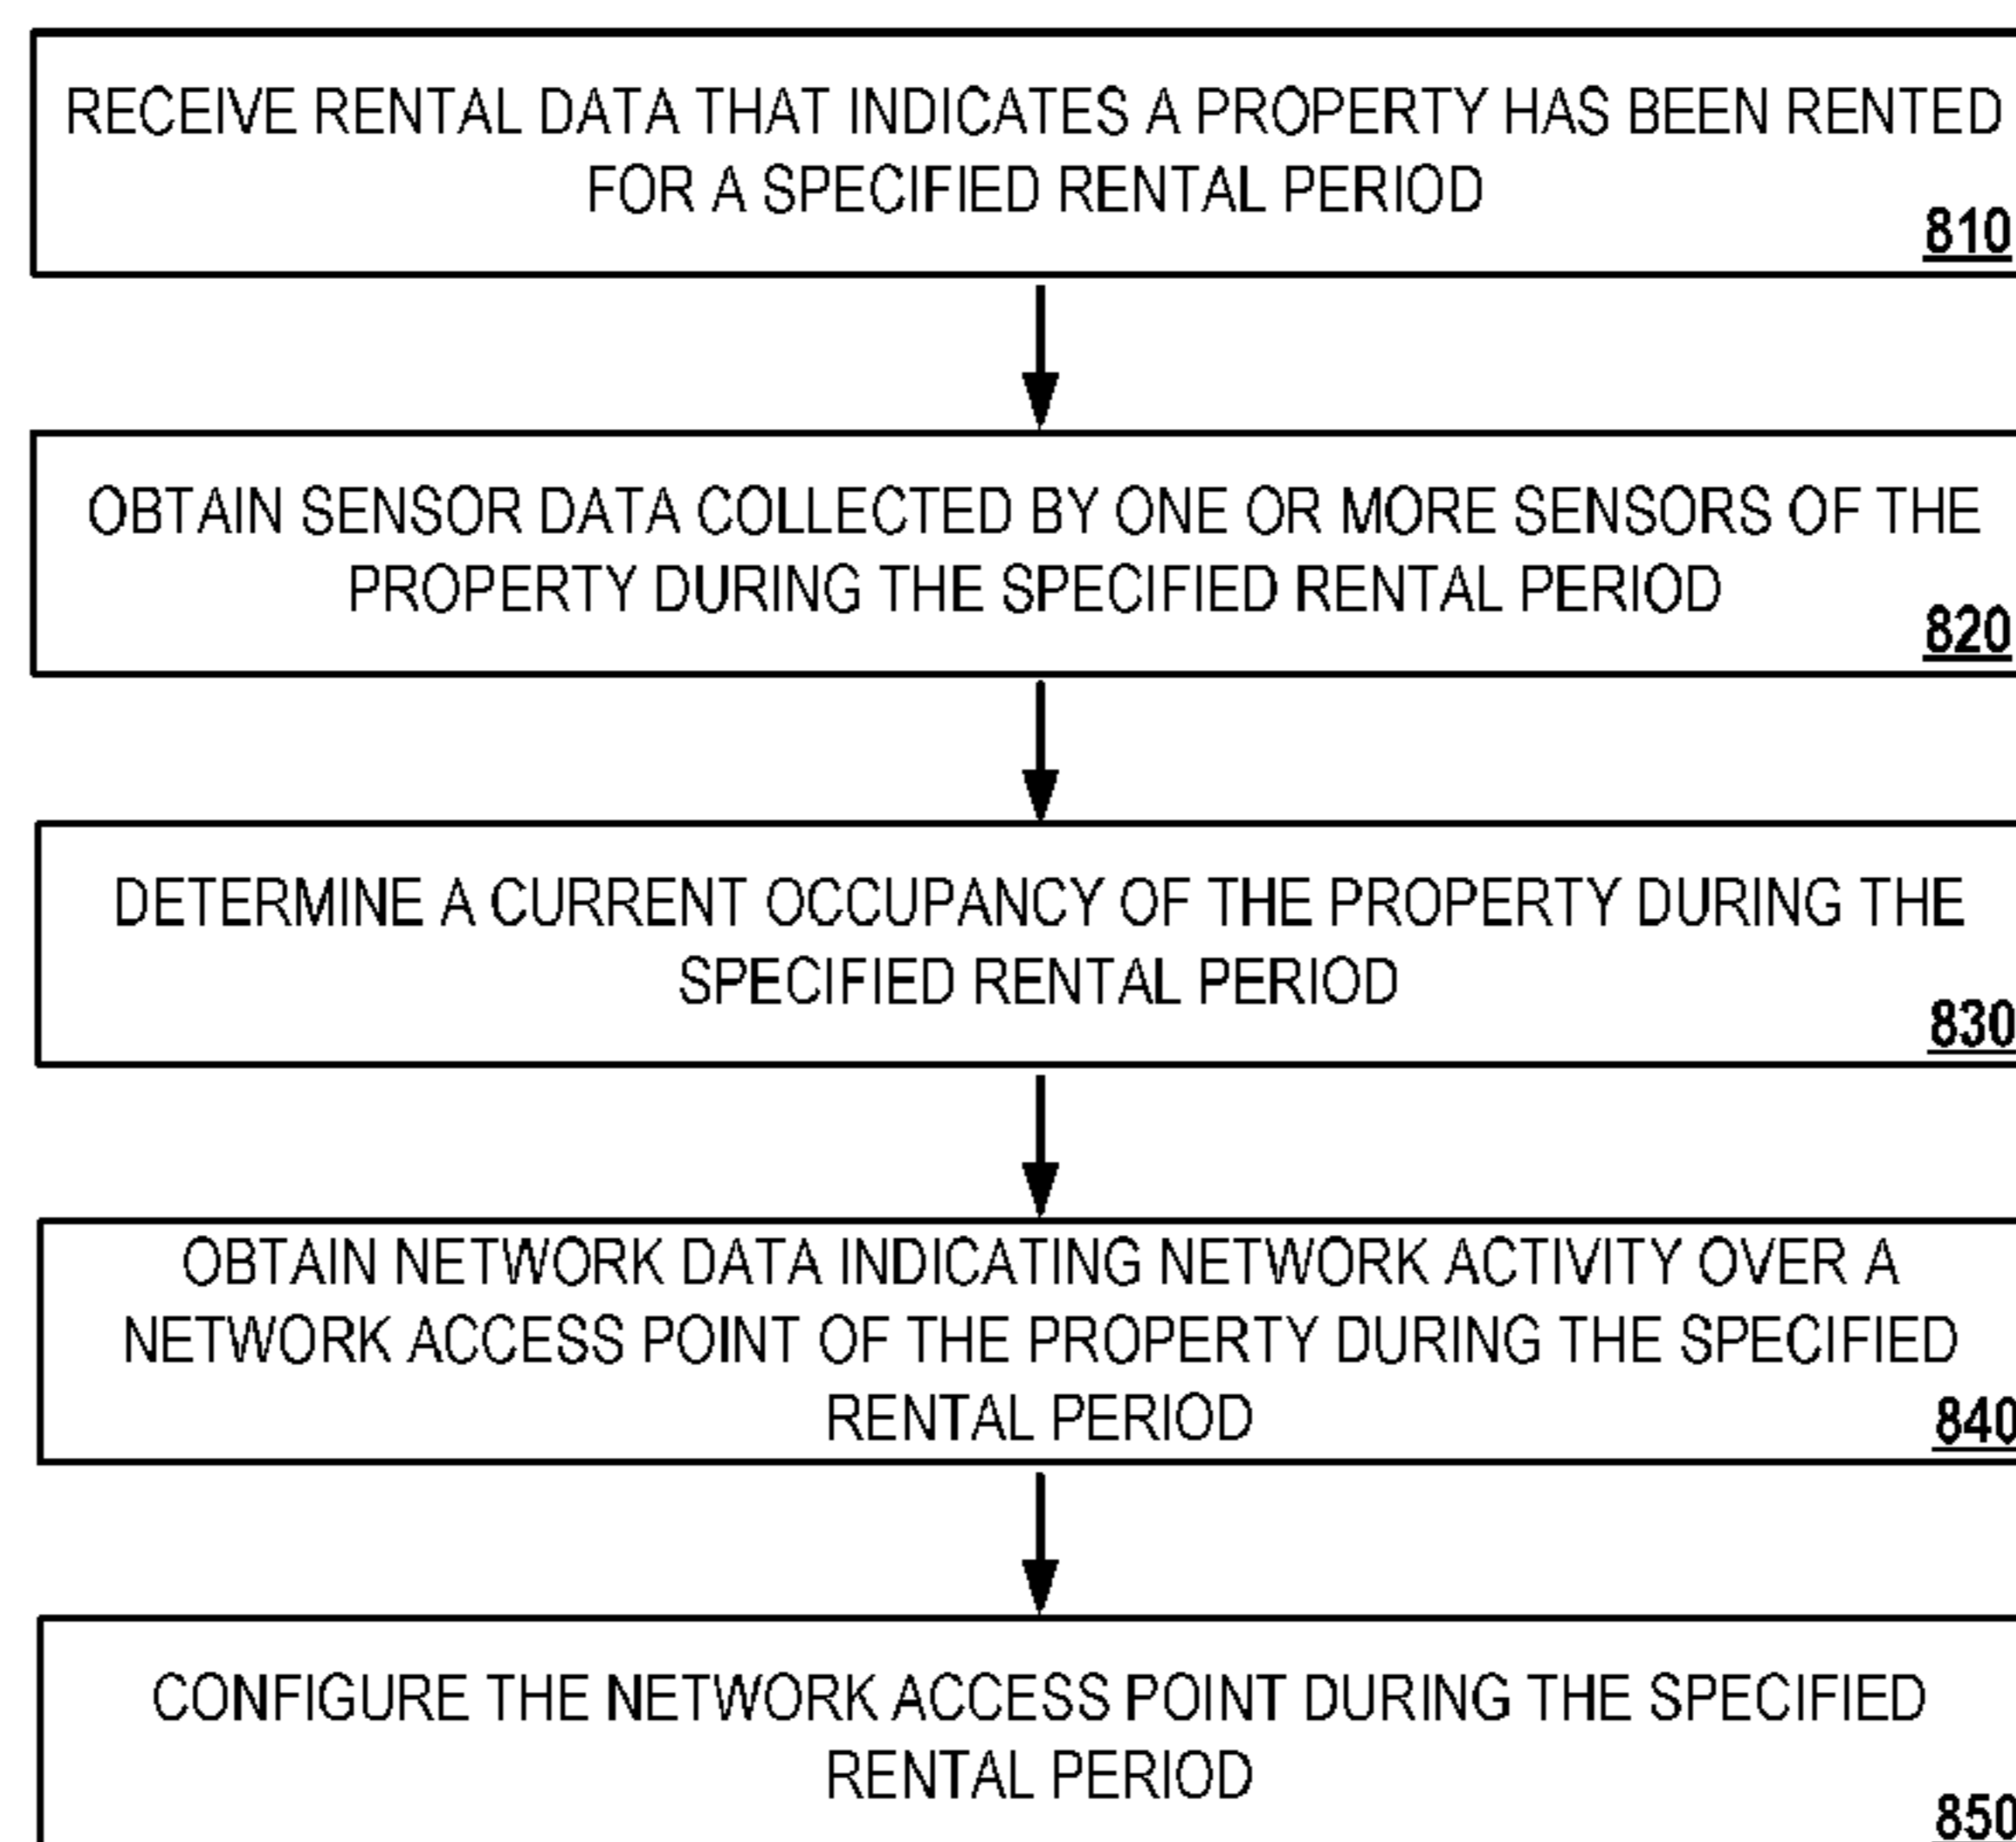 RECEIVE RENTAL DATA THAT INDICATES A PROPERTY HAS BEEN RENTED
FOR A SPECIFIED RENTAL PERIOD
810
OBTAIN SENSOR DATA COLLECTED BY ONE OR MORE SENSORS OF THE
PROPERTY DURING THE SPECIFIED RENTAL PERIOD
820
DETERMINE A CURRENT OCCUPANCY OF THE PROPERTY DURING THE
SPECIFIED RENTAL PERIOD
830
OBTAIN NETWORK DATA INDICATING NETWORK ACTIVITY OVER A
NETWORK ACCESS POINT OF THE PROPERTY DURING THE SPECIFIED
RENTAL PERIOD
840
CONFIGURE THE NETWORK ACCESS POINT DURING THE SPECIFIED
RENTAL PERIOD
850